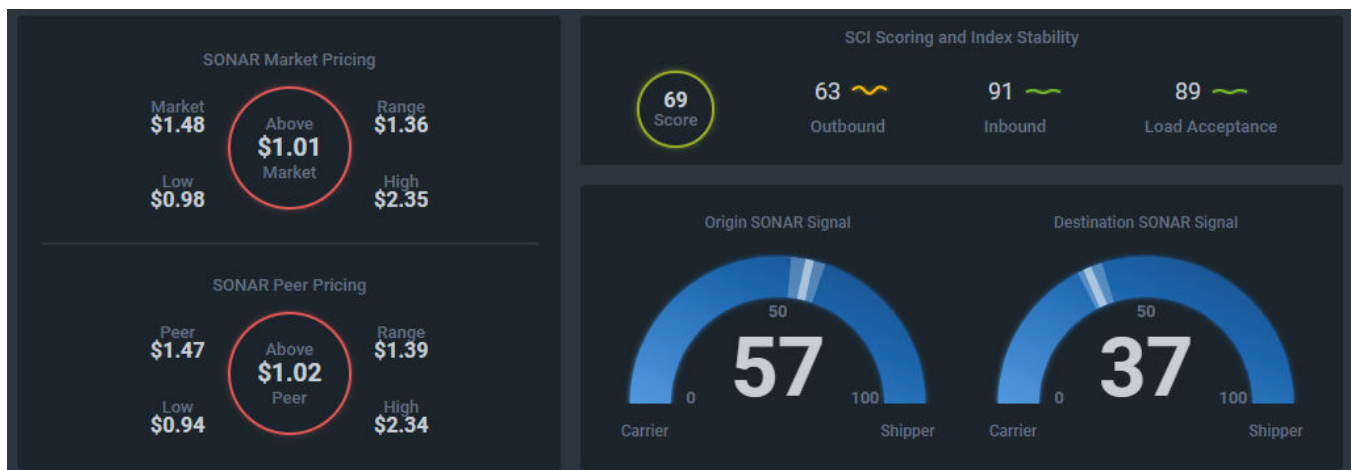 SONAR Market Pricing
Market
$1.48
Above
$1.01
Market
Range
$1.36
Low
$0.98
High
$2.35
SONAR Peer Pricing
Peer
$1.47
Above
$1.02
Peer
Range
$1.39
Low
$0.94
High
$2.34
SCI Scoring and Index Stability
69
Score
63
Outbound
91
Inbound
89
Load Acceptance
Origin SONAR Signal
50
57
0
100
Carrier
Shipper
Destination SONAR Signal
50
37
0
100
Carrier
Shipper